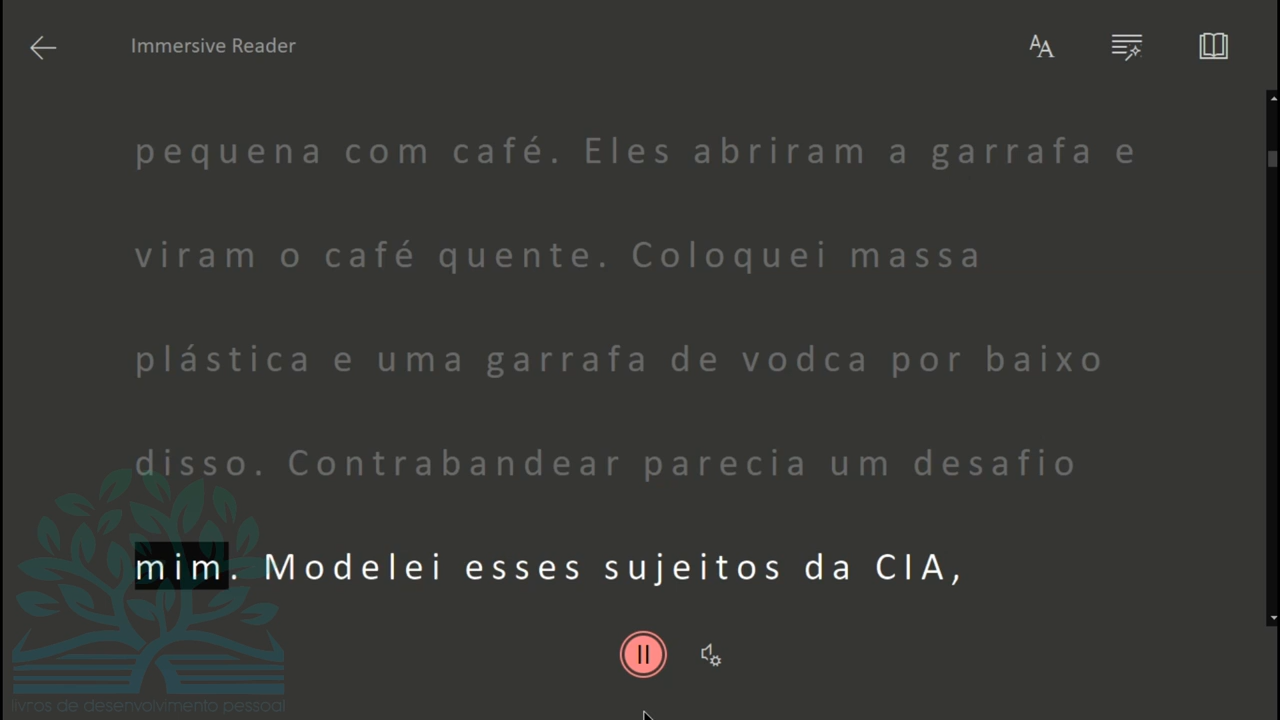 Immersive Reader
pequena com café. Eles abriram a garrafa e
viram o café quente. Coloquei massa
plástica e uma garrafa de vodca por baixo
disso. Contrabandear parecia um desafio
mim. Modelei esses sujeitos da CIA,
livros de desenvolvimento pessoal